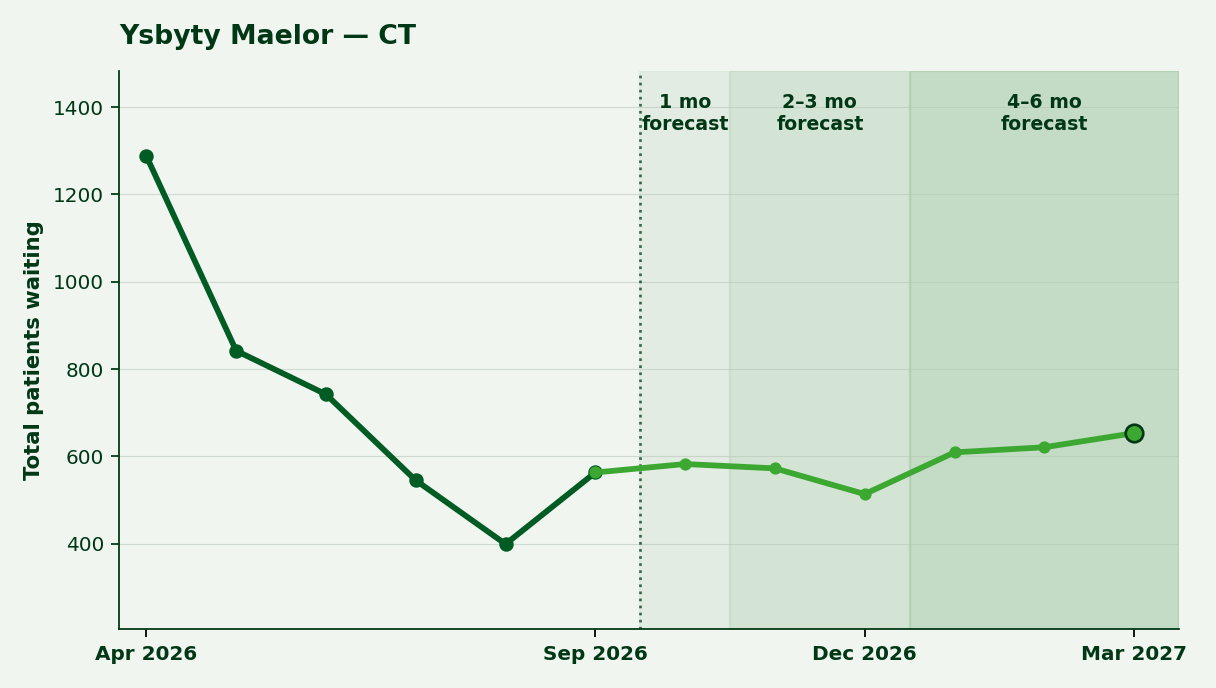 Ysbyty Maelor — CT
Total patients waiting
1400
1200
1000
800
600
400
1 mo
forecast
2–3 mo
forecast
4–6 mo
forecast
Apr 2026
Sep 2026
Dec 2026
Mar 2027